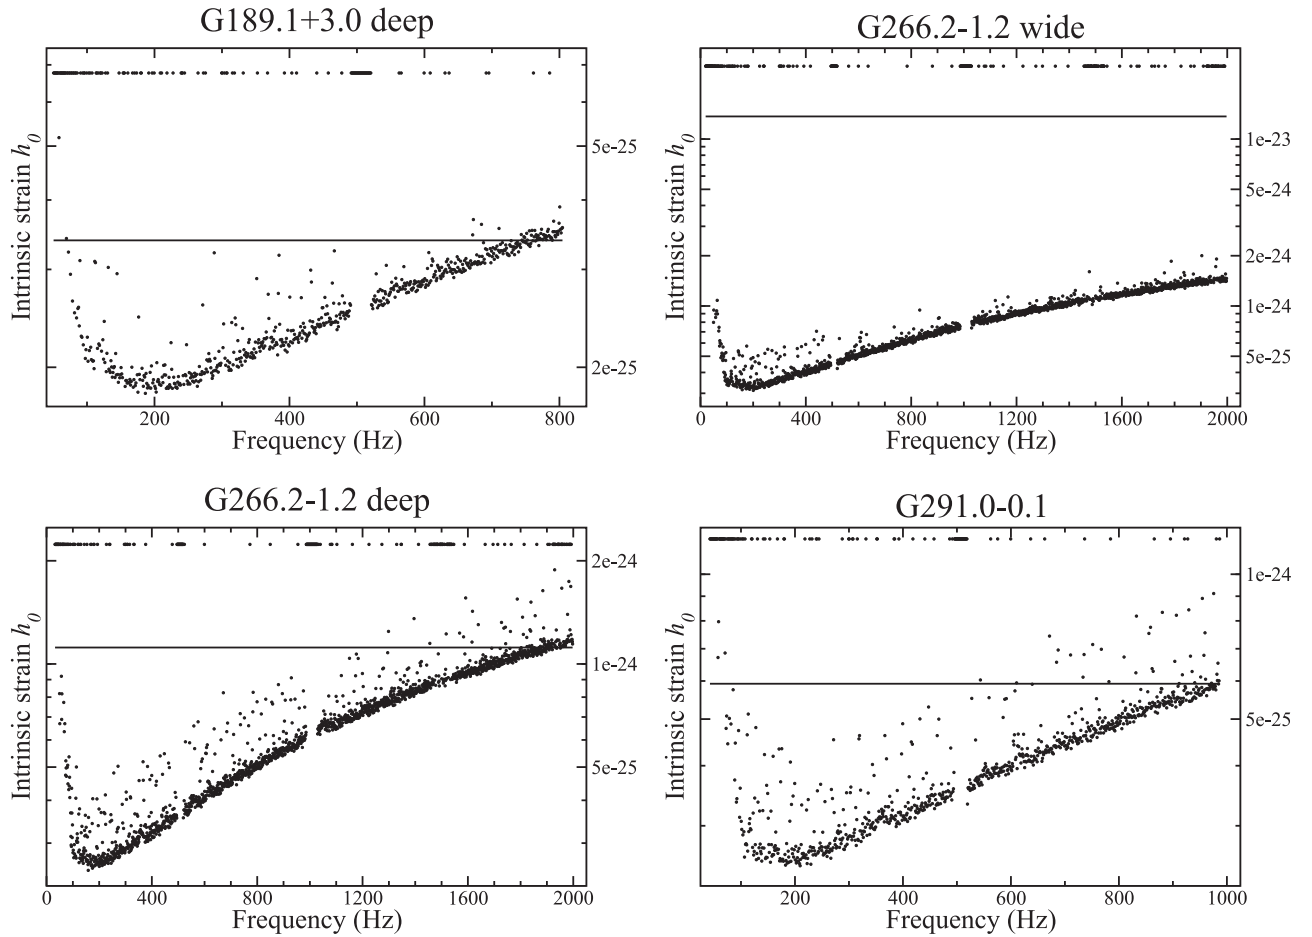 G189.1+3.0 deep
Intrinsic strain h0
5e-25
2e-25
200 400 600 800
Frequency (Hz)
G266.2-1.2 wide
Intrinsic strain h0
1e-23
5e-24
2e-24
1e-24
5e-25
0 400 800 1200 1600 2000
Frequency (Hz)
G266.2-1.2 deep
Intrinsic strain h0
2e-24
1e-24
5e-25
0 400 800 1200 1600 2000
Frequency (Hz)
G291.0-0.1
Intrinsic strain h0
1e-24
5e-25
200 400 600 800 1000
Frequency (Hz)